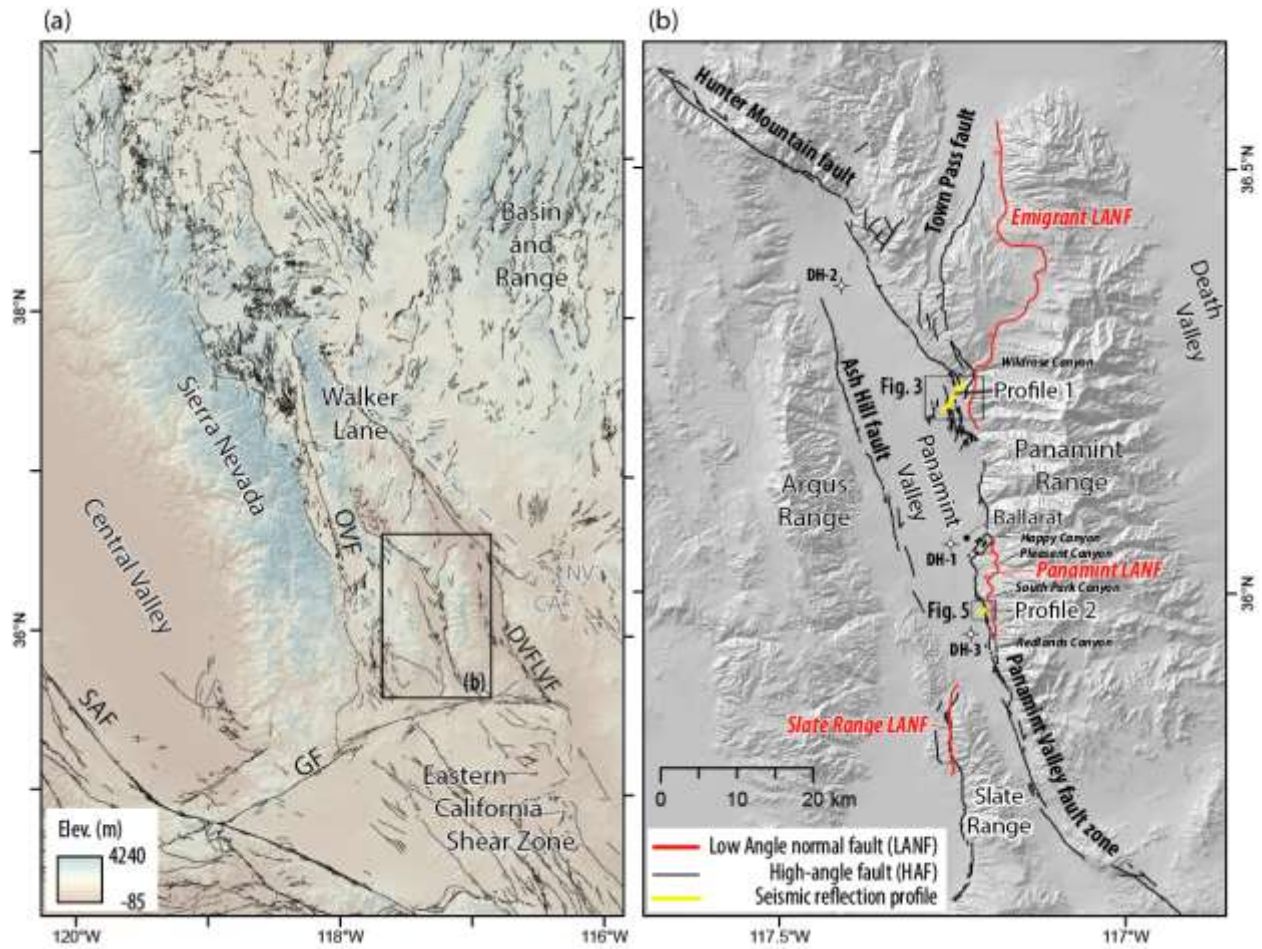 (a)
Basin
and
Range
38°N
Sierra Nevada
Walker
Lane
Central Valley
OVF
NV
CA
36°N
DVFLVF
(b)
SAF
GF
Eastern
California
Shear Zone
Elev. (m)
4240
-85
120°W
118°W
116°W
(b)
Hunter Mountain fault
Town Pass fault
36.5°N
Emigrant LANF
DH-2
Death
Valley
Wildrose Canyon
Fig. 3
Profile 1
Ash Hill fault
Panamint
Valley
Panamint
Range
Argus
Range
Ballarat
Happy Canyon
DH-1
Pleasant Canyon
Panamint LANF
South Park Canyon
36°N
Fig. 5
Profile 2
Redlands Canyon
DH-3
Panamint Valley fault zone
Slate Range LANF
0 10 20 km
Slate
Range
Low Angle normal fault (LANF)
High-angle fault (HAF)
Seismic reflection profile
117.5°W
117°W